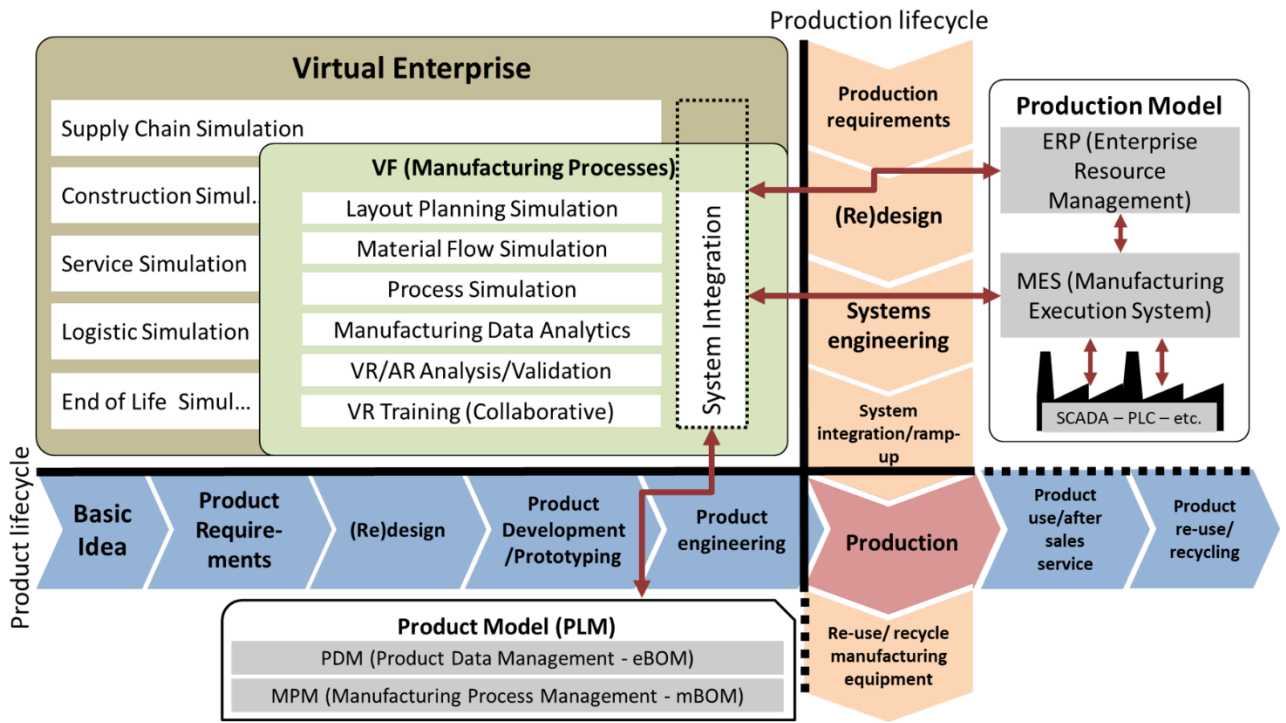 Production lifecycle
Virtual Enterprise
Supply Chain Simulation
Construction Simul...
Service Simulation
Logistic Simulation
End of Life Simul...
VF (Manufacturing Processes)
Layout Planning Simulation
Material Flow Simulation
Process Simulation
Manufacturing Data Analytics
VR/AR Analysis/Validation
VR Training (Collaborative)
System Integration
Production
requirements
(Re)design
Systems
engineering
System
integration/ramp-
up
Production Model
ERP (Enterprise
Resource
Management)
MES (Manufacturing
Execution System)
SCADA – PLC – etc.
Product lifecycle
Basic
Idea
Product
Require-
ments
(Re)design
Product
Development
/Prototyping
Product
engineering
Production
Product
use/after
sales
service
Product
re-use/
recycling
Re-use/ recycle
manufacturing
equipment
Product Model (PLM)
PDM (Product Data Management - eBOM)
MPM (Manufacturing Process Management - mBOM)